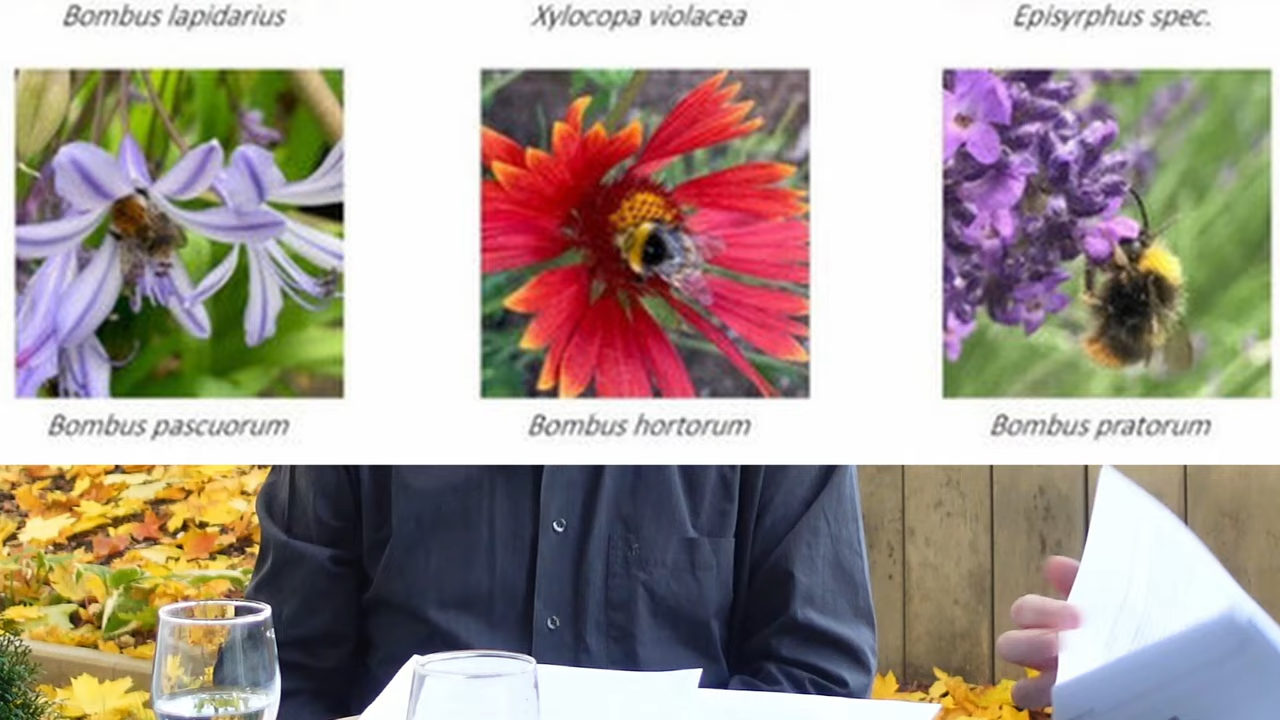 Bombus lapidarius
Xylocopa violacea
Episyrphus spec.
Bombus pascuorum
Bombus hortorum
Bombus pratorum